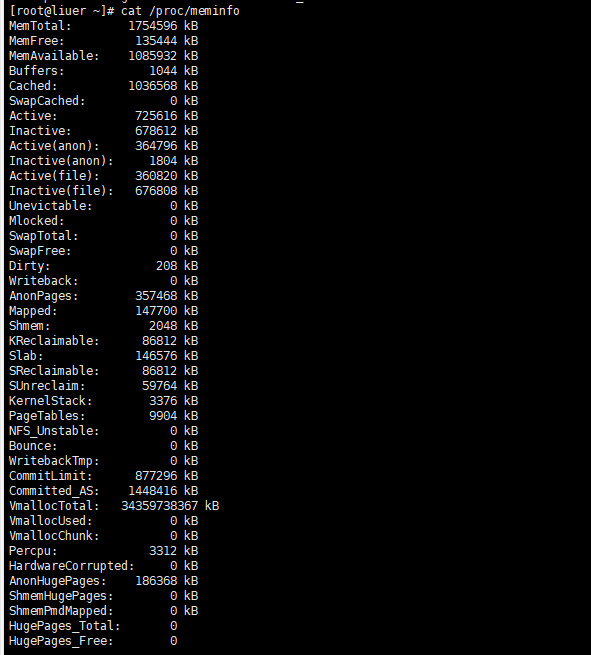 [root@liuer ~]# cat /proc/meminfo
MemTotal:        1754596 kB
MemFree:          135444 kB
MemAvailable:    1085932 kB
Buffers:            1044 kB
Cached:          1036568 kB
SwapCached:            0 kB
Active:           725616 kB
Inactive:         678612 kB
Active(anon):     364796 kB
Inactive(anon):     1804 kB
Active(file):     360820 kB
Inactive(file):   676808 kB
Unevictable:           0 kB
Mlocked:               0 kB
SwapTotal:             0 kB
SwapFree:              0 kB
Dirty:               208 kB
Writeback:             0 kB
AnonPages:        357468 kB
Mapped:           147700 kB
Shmem:              2048 kB
KReclaimable:      86812 kB
Slab:             146576 kB
SReclaimable:      86812 kB
SUnreclaim:        59764 kB
KernelStack:        3376 kB
PageTables:         9904 kB
NFS_Unstable:          0 kB
Bounce:                0 kB
WritebackTmp:          0 kB
CommitLimit:      877296 kB
Committed_AS:    1448416 kB
VmallocTotal:   34359738367 kB
VmallocUsed:           0 kB
VmallocChunk:          0 kB
Percpu:             3312 kB
HardwareCorrupted:     0 kB
AnonHugePages:    186368 kB
ShmemHugePages:        0 kB
ShmemPmdMapped:        0 kB
HugePages_Total:       0
HugePages_Free:        0